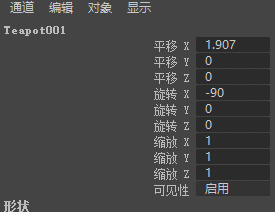 通道 编辑 对象 显示
Teapot001
平移 X 1.907
平移 Y 0
平移 Z 0
旋转 X -90
旋转 Y 0
旋转 Z 0
缩放 X 1
缩放 Y 1
缩放 Z 1
可见性 启用
形状